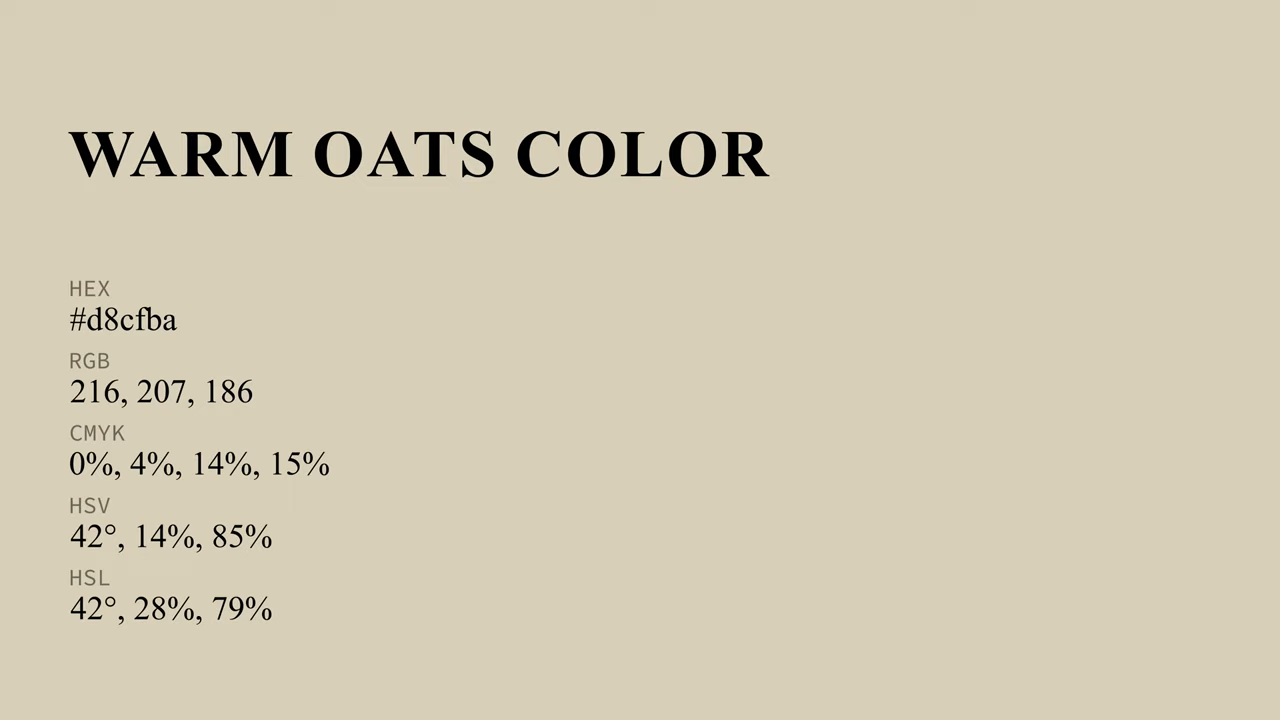 WARM OATS COLOR
HEX
#d8cfba
RGB
216, 207, 186
CMYK
0%, 4%, 14%, 15%
HSV
42°, 14%, 85%
HSL
42°, 28%, 79%